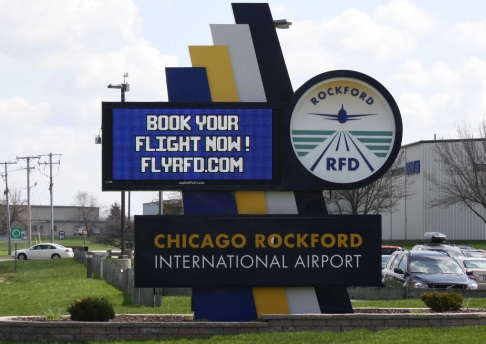 BOOK YOUR
FLIGHT NOW!
FLYRFD.COM
ROCKFORD
RFD
CHICAGO ROCKFORD
INTERNATIONAL AIRPORT